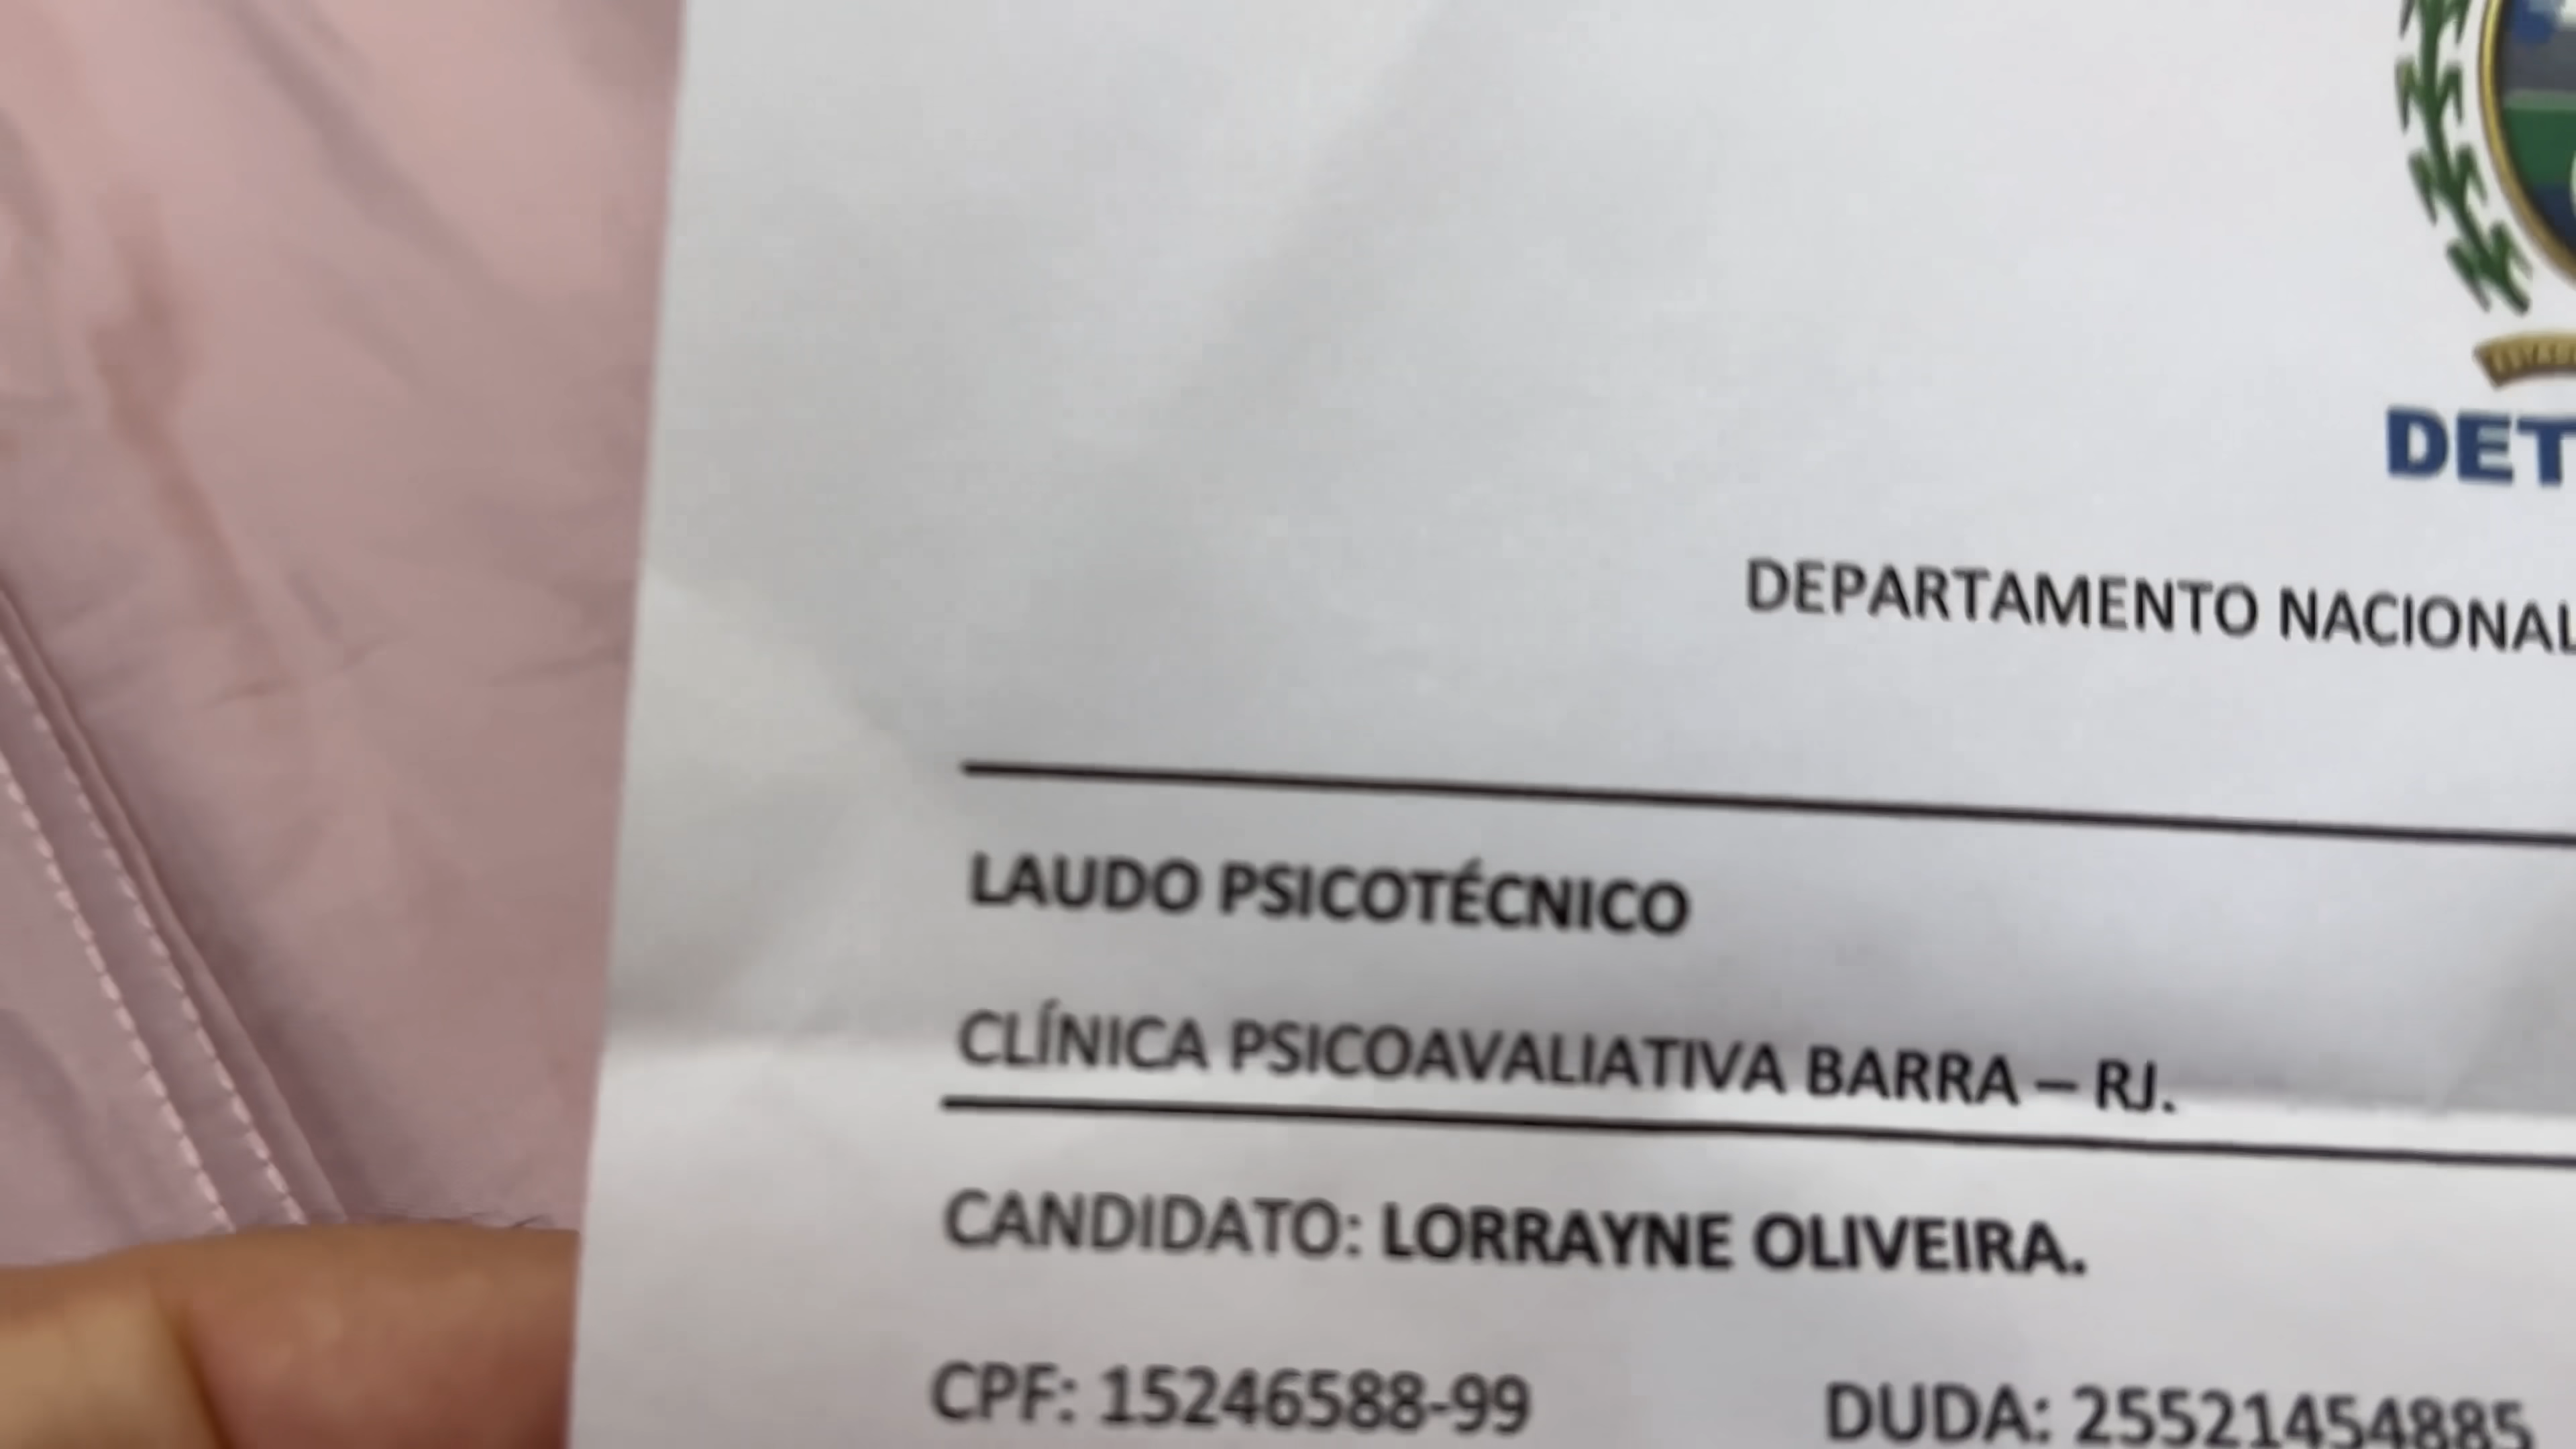 DET
DEPARTAMENTO NACIONAL
LAUDO PSICOTÉCNICO
CLÍNICA PSICOAVALIATIVA BARRA – RJ.
CANDIDATO: LORRAYNE OLIVEIRA.
CPF: 15246588-99 DUDA: 25521454885